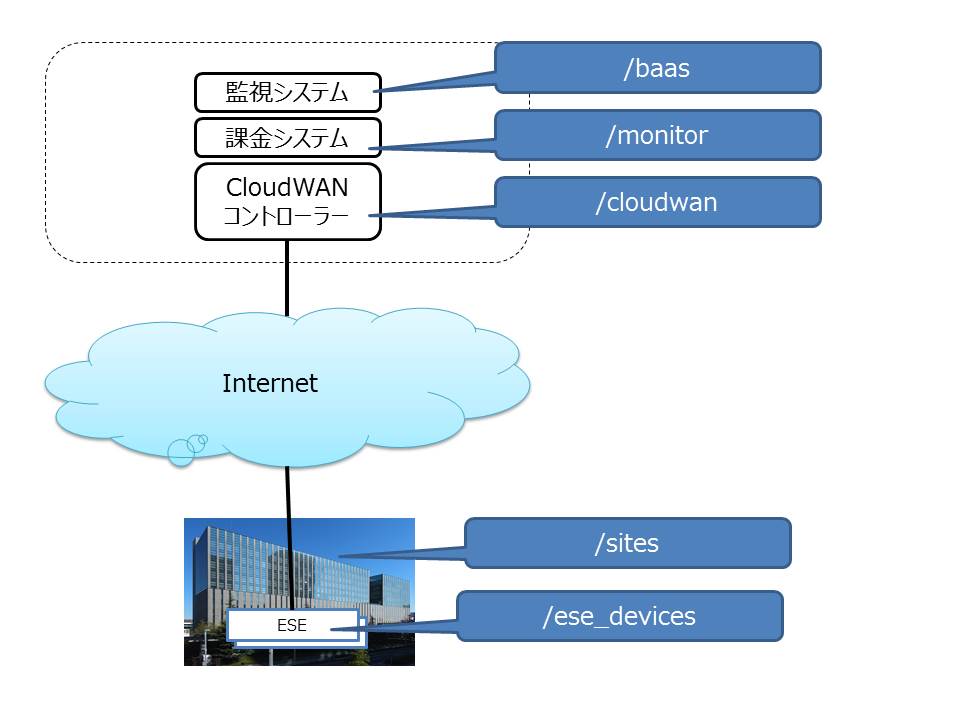 監視システム
/baas
課金システム
/monitor
CloudWAN
コントローラー
/cloudwan
Internet
/sites
ESE
/ese_devices